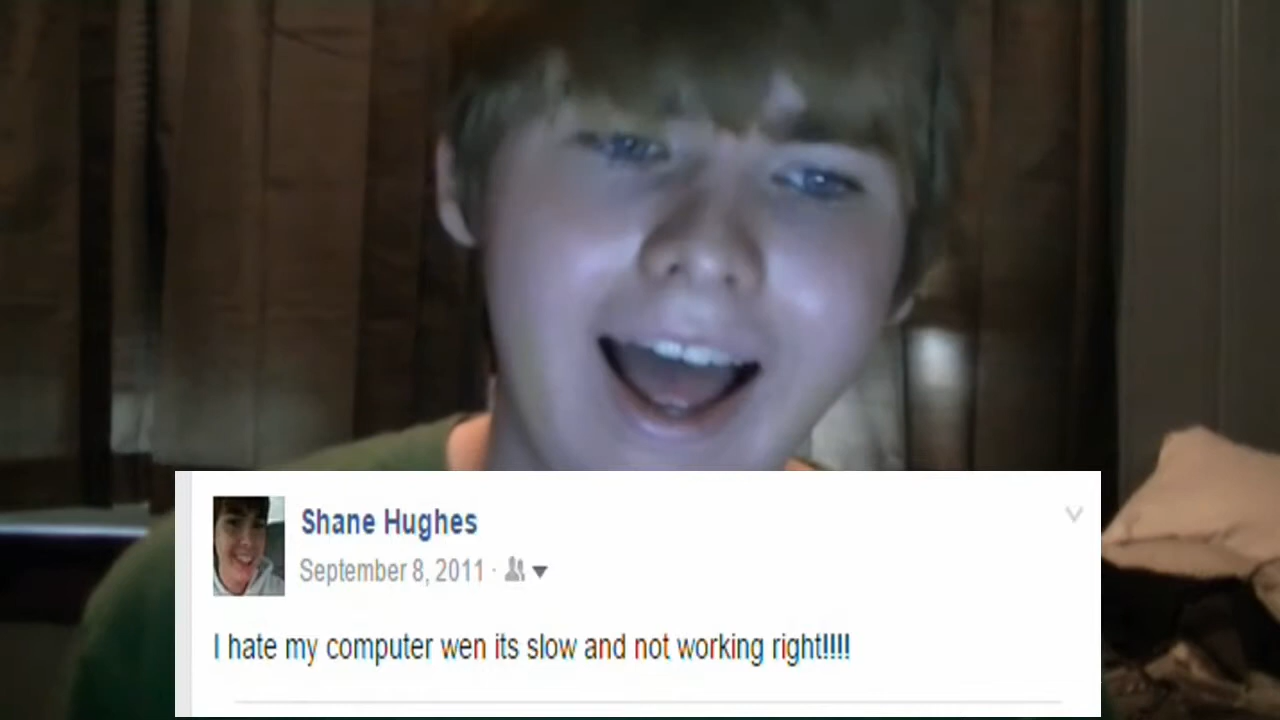 Shane Hughes
September 8, 2011 ·
I hate my computer wen its slow and not working right!!!!